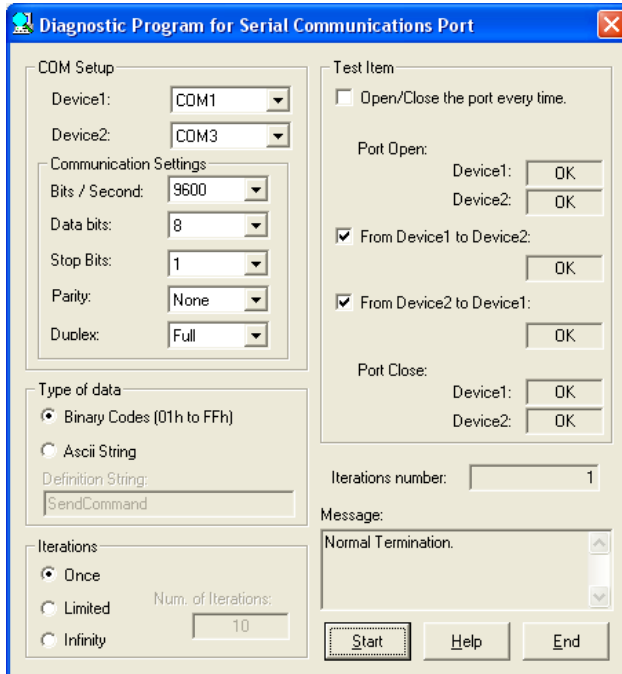 Diagnostic Program for Serial Communications Port
COM Setup
Device1: COM1
Device2: COM3
Communication Settings
Bits / Second: 9600
Data bits: 8
Stop Bits: 1
Parity: None
Duplex: Full
Type of data
Binary Codes (01h to FFh)
Ascii String
Definition String:
SendCommand
Iterations
Once
Limited
Num. of Iterations:
10
Infinity
Test Item
Open/Close the port every time.
Port Open:
Device1: OK
Device2: OK
From Device1 to Device2:
OK
From Device2 to Device1:
OK
Port Close:
Device1: OK
Device2: OK
Iterations number: 1
Message:
Normal Termination.
Start Help End